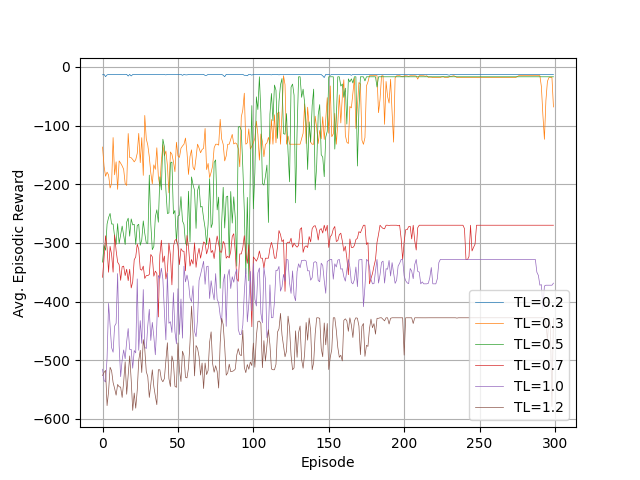 0
−100
−200
−300
−400
−500
−600
Avg. Episodic Reward
0
50
100
150
200
250
300
Episode
TL=0.2
TL=0.3
TL=0.5
TL=0.7
TL=1.0
TL=1.2